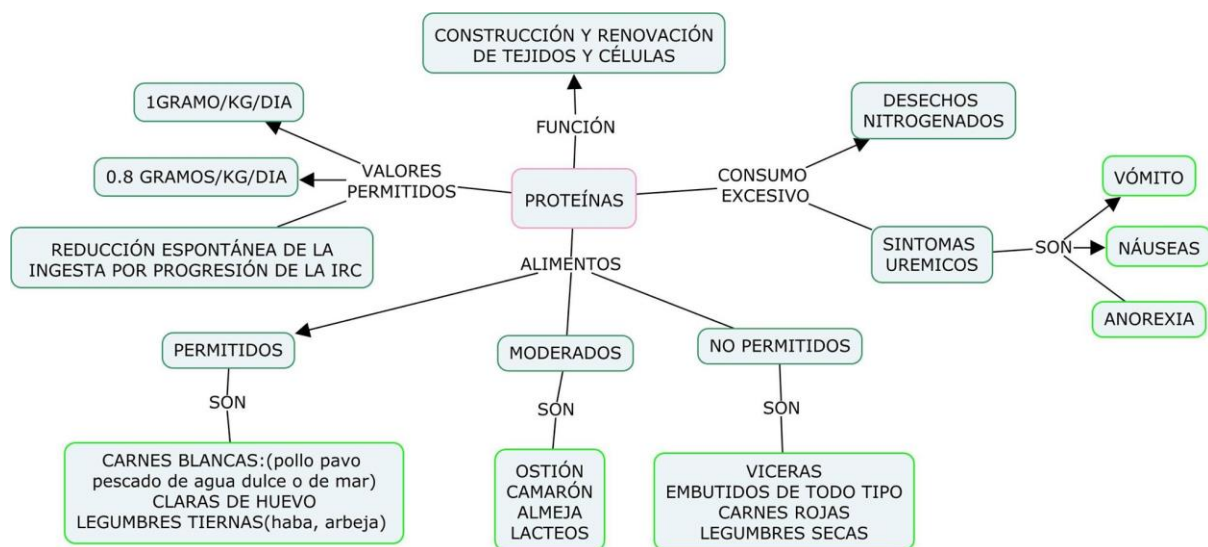 CONSTRUCCIÓN Y RENOVACIÓN
DE TEJIDOS Y CÉLULAS
FUNCIÓN
1GRAMO/KG/DIA
0.8 GRAMOS/KG/DIA
VALORES
PERMITIDOS
REDUCCIÓN ESPONTÁNEA DE LA
INGESTA POR PROGRESIÓN DE LA IRC
PROTEÍNAS
CONSUMO
EXCESIVO
DESECHOS
NITROGENADOS
SINTOMAS
UREMICOS
SON
VÓMITO
NÁUSEAS
ANOREXIA
ALIMENTOS
PERMITIDOS
SON
CARNES BLANCAS:(pollo pavo
pescado de agua dulce o de mar)
CLARAS DE HUEVO
LEGUMBRES TIERNAS(haba, arbeja)
MODERADOS
SON
OSTIÓN
CAMARÓN
ALMEJA
LACTEOS
NO PERMITIDOS
SON
VICERAS
EMBUTIDOS DE TODO TIPO
CARNES ROJAS
LEGUMBRES SECAS